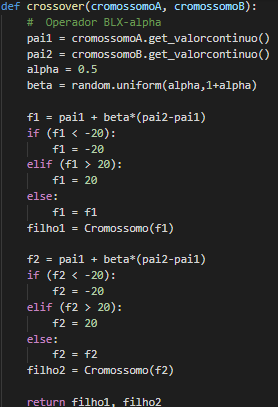 def crossover(cromossomoA, cromossomoB):
    #  Operador BLX-alpha
    pai1 = cromossomoA.get_valorcontinuo()
    pai2 = cromossomoB.get_valorcontinuo()
    alpha = 0.5
    beta = random.uniform(alpha,1+alpha)

    f1 = pai1 + beta*(pai2-pai1)
    if (f1 < -20):
        f1 = -20
    elif (f1 > 20):
        f1 = 20
    else:
        f1 = f1
    filho1 = Cromossomo(f1)

    f2 = pai1 + beta*(pai2-pai1)
    if (f2 < -20):
        f2 = -20
    elif (f2 > 20):
        f2 = 20
    else:
        f2 = f2
    filho2 = Cromossomo(f2)

    return filho1, filho2